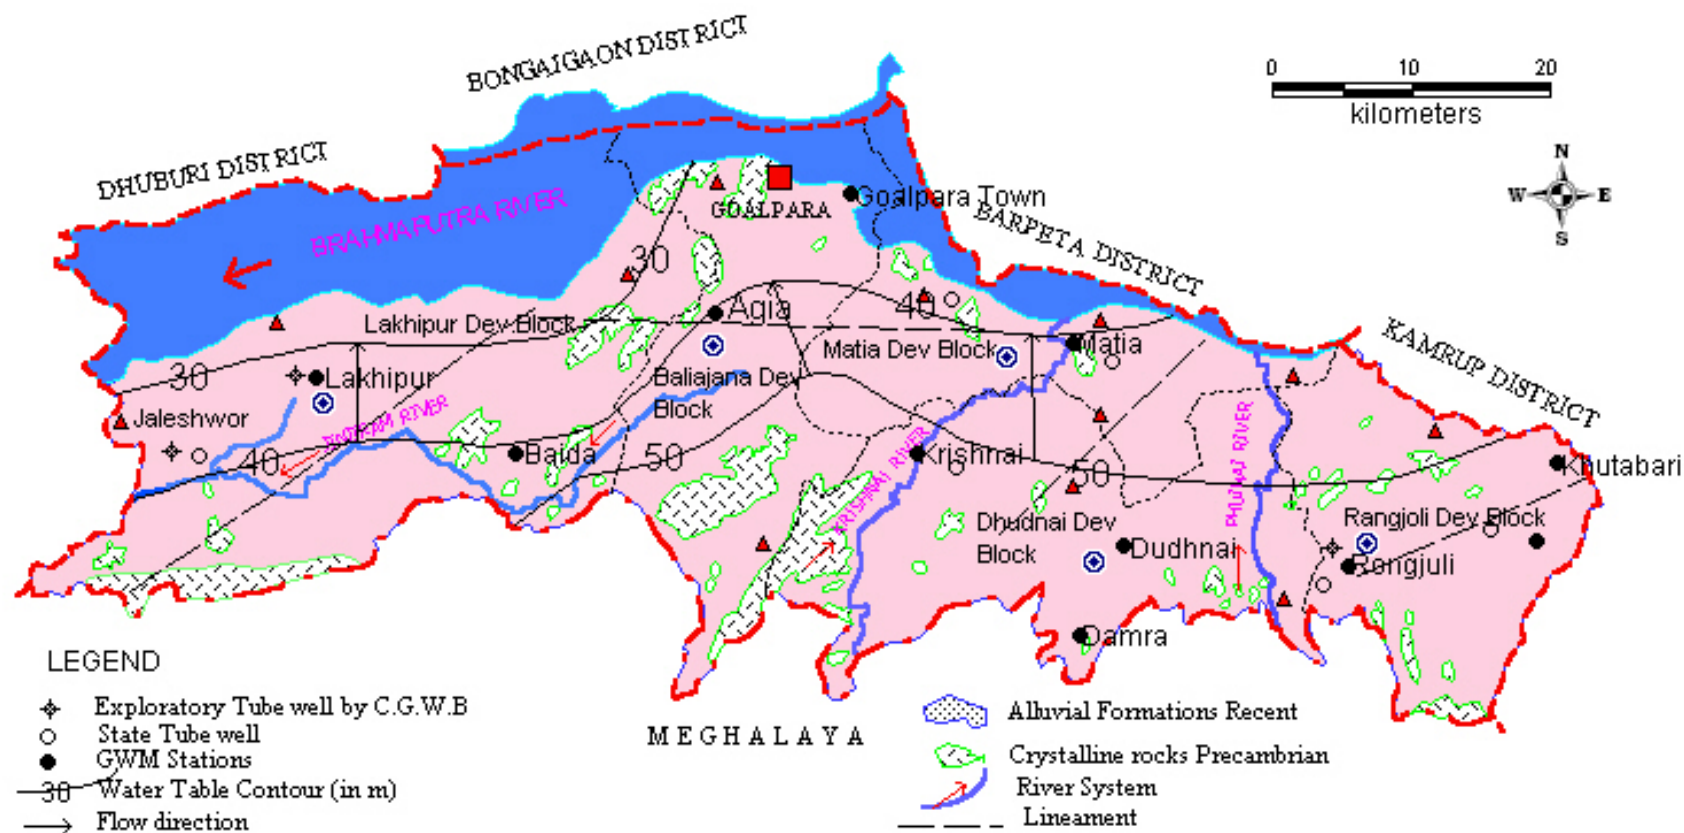 BONGAIGAON DISTRICT
0 10 20
kilometers
DHUBURI DISTRICT
N
W E
S
BRAHMAPUTRA RIVER
GOALPARA
Goalpara Town
BARPETA DISTRICT
30
40
Agia
Lakhipur Dev Block
KAMRUP DISTRICT
Matia Dev Block
Matia
30
Lakhipur
Baliajana Dev
Block
Jaleshwor
PHUTNAI RIVER
KRISHNAI RIVER
40
Baida
50
Krishnai
50
Khutabari
Dhudnai Dev
Block
Dudhnai
Rangjoli Dev Block
Rongjuli
Damra
MEGHALAYA
LEGEND
Exploratory Tube well by C.G.W.B
State Tube well
GWM Stations
30 Water Table Contour (in m)
Flow direction
Alluvial Formations Recent
Crystalline rocks Precambrian
River System
Lineament